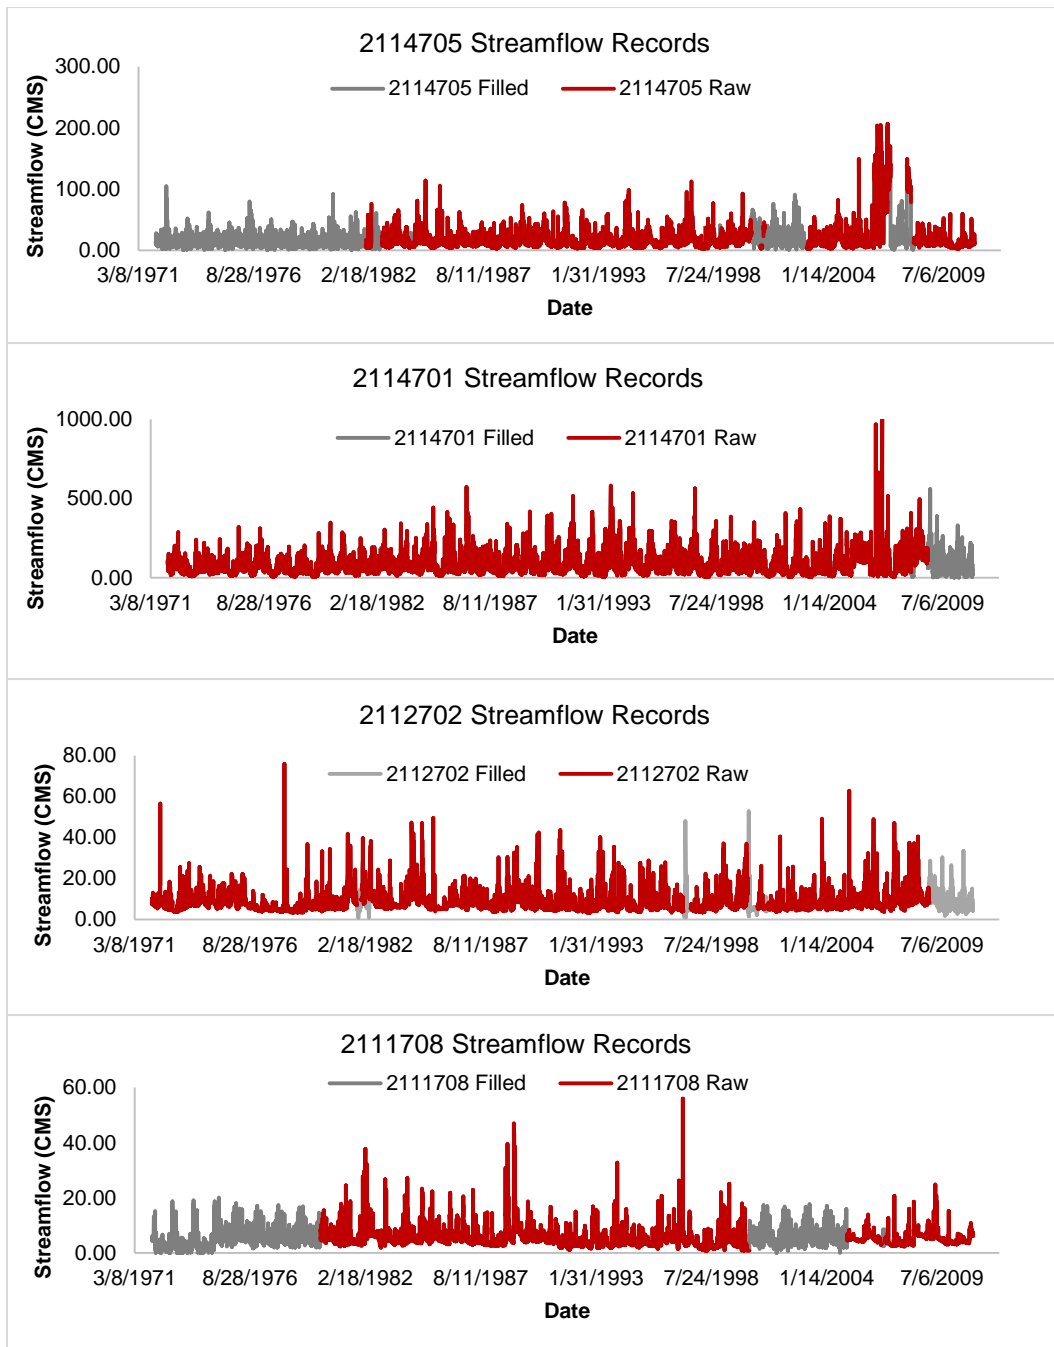 2114705 Streamflow Records
300.00
2114705 Filled 2114705 Raw
200.00
100.00
0.00
Streamflow (CMS)
3/8/1971 8/28/1976 2/18/1982 8/11/1987 1/31/1993 7/24/1998 1/14/2004 7/6/2009
Date
2114701 Streamflow Records
1000.00
2114701 Filled 2114701 Raw
500.00
0.00
Streamflow (CMS)
3/8/1971 8/28/1976 2/18/1982 8/11/1987 1/31/1993 7/24/1998 1/14/2004 7/6/2009
Date
2112702 Streamflow Records
80.00
2112702 Filled 2112702 Raw
60.00
40.00
20.00
0.00
Streamflow (CMS)
3/8/1971 8/28/1976 2/18/1982 8/11/1987 1/31/1993 7/24/1998 1/14/2004 7/6/2009
Date
2111708 Streamflow Records
2111708 Filled 2111708 Raw
60.00
40.00
20.00
0.00
Streamflow (CMS)
3/8/1971 8/28/1976 2/18/1982 8/11/1987 1/31/1993 7/24/1998 1/14/2004 7/6/2009
Date